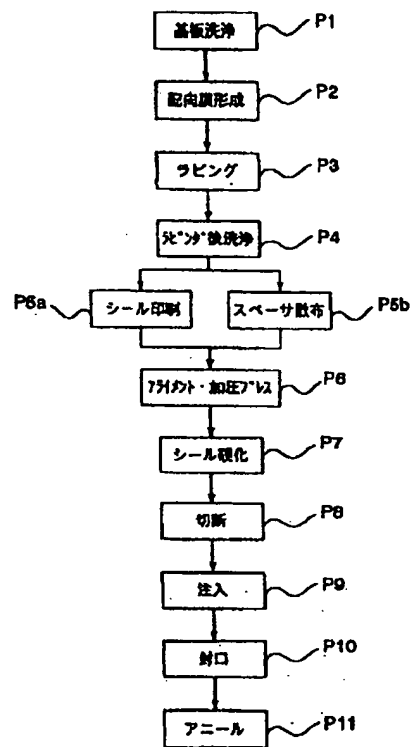 基板洗浄 P1
配向膜形成 P2
ラビング P3
ラビング後洗浄 P4
P5a シール印刷 スペーサ散布 P5b
アライメント・加圧プレス P6
シール硬化 P7
切断 P8
注入 P9
封口 P10
アニール P11